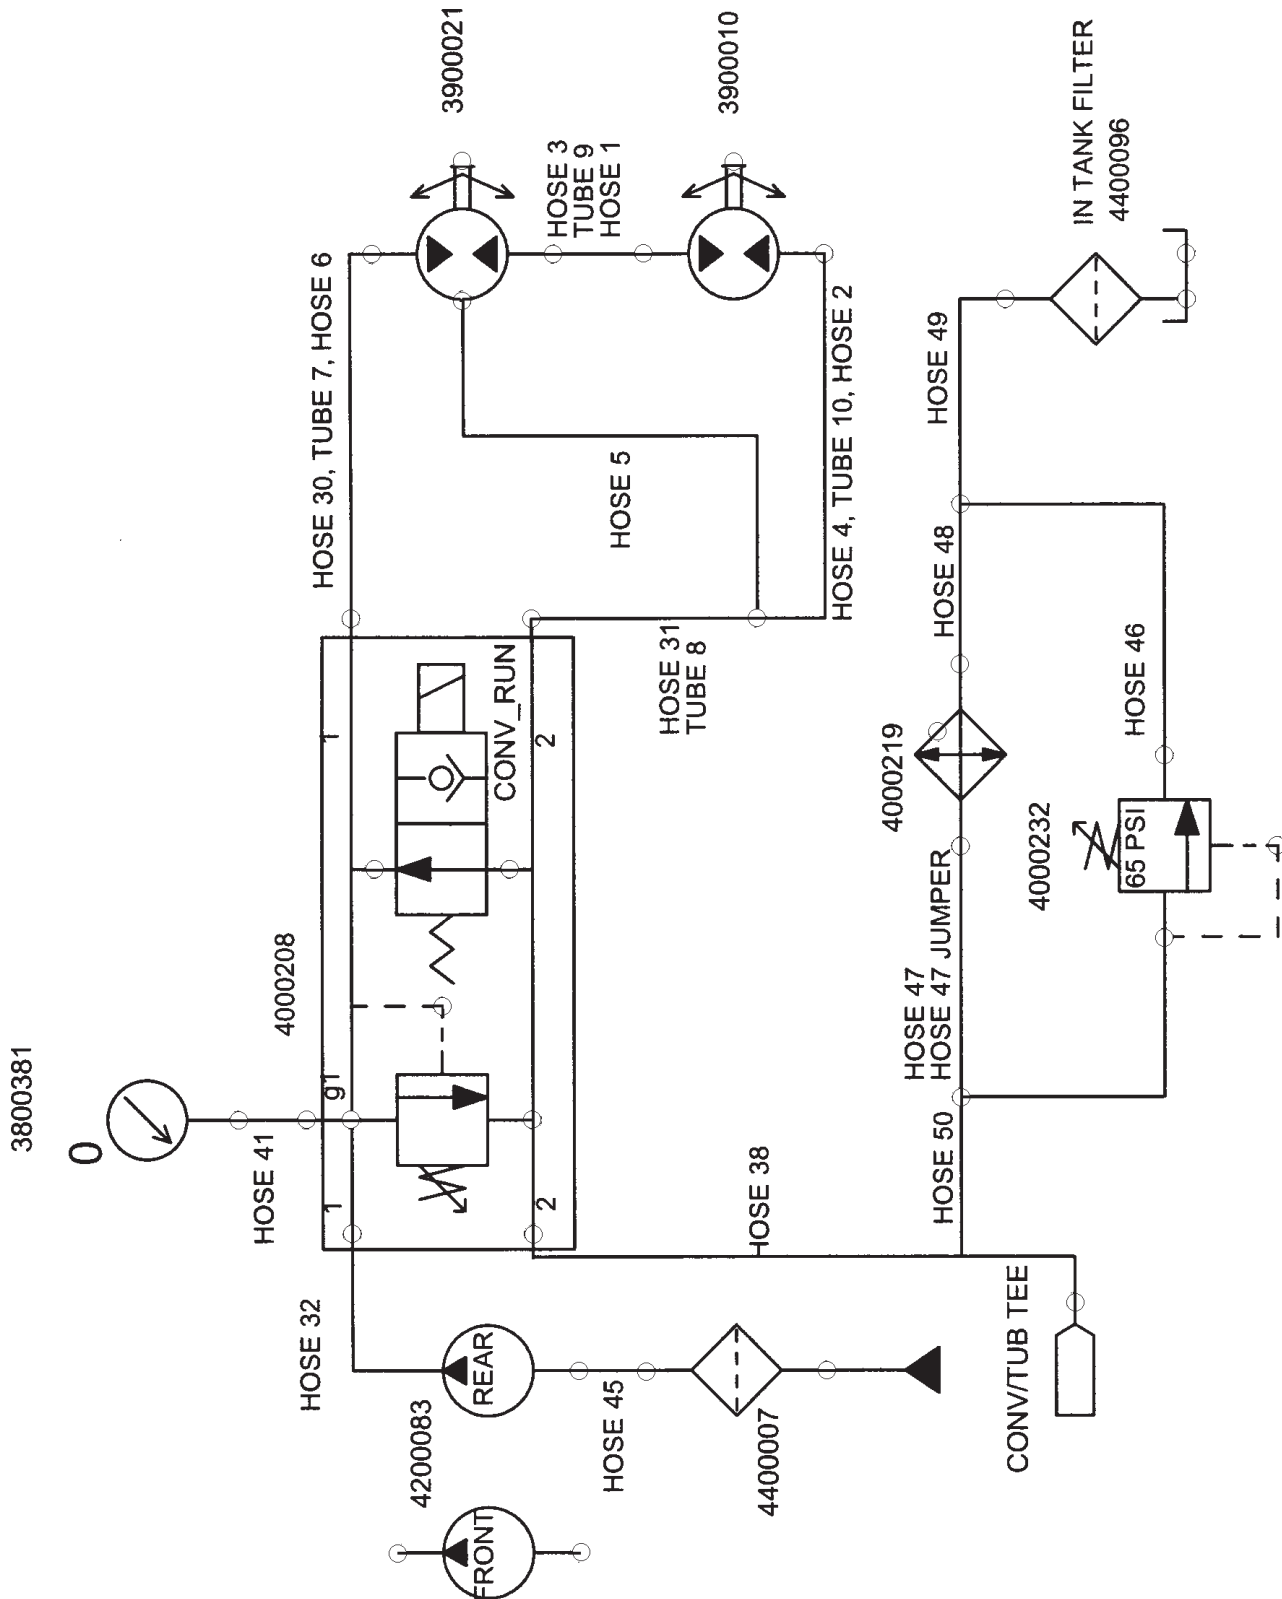 3800381
0
HOSE 41
g1
4000208
1
1
2
2
CONV_RUN
HOSE 30, TUBE 7, HOSE 6
3900021
HOSE 3
TUBE 9
HOSE 1
3900010
HOSE 5
HOSE 4, TUBE 10, HOSE 2
HOSE 31
TUBE 8
HOSE 32
4200083
REAR
FRONT
HOSE 45
4400007
HOSE 38
CONV/TUB TEE
HOSE 50
HOSE 47
HOSE 47 JUMPER
4000219
HOSE 48
HOSE 49
IN TANK FILTER
4400096
4000232
65 PSI
HOSE 46